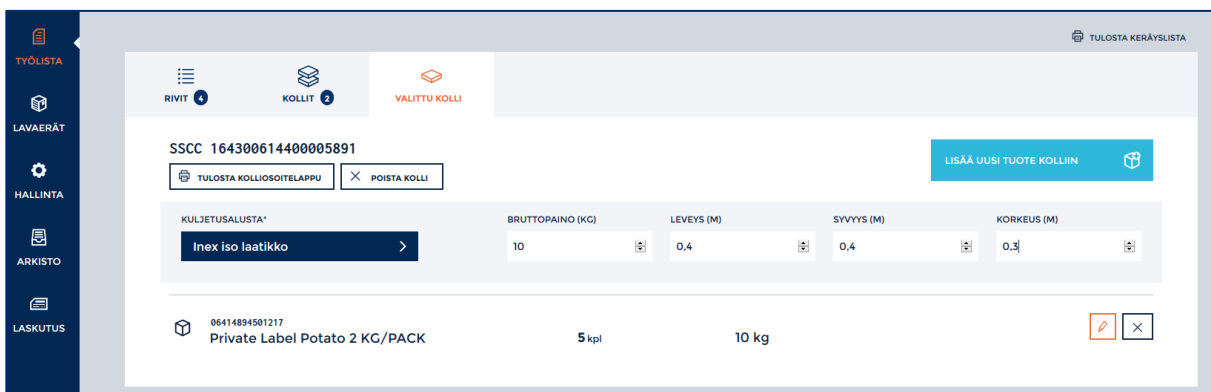 TULOSTA KERÄYSLISTA
TYÖLISTA
LAVAERÄT
HALLINTA
ARKISTO
LASKUTUS
RIVIT 4
KOLLIT 2
VALITTU KOLLI
SSCC 164300614400005891
TULOSTA KOLLIOSOITELAPPU
POISTA KOLLI
LISÄÄ UUSI TUOTE KOLLIIN
KULJETUSALUSTA* BRUTTOPAINO (KG) LEVEYS (M) SYVYYS (M) KORKEUS (M)
Inex iso laatikko 10 0,4 0,4 0,3
06414894501217
Private Label Potato 2 KG/PACK 5 kpl 10 kg